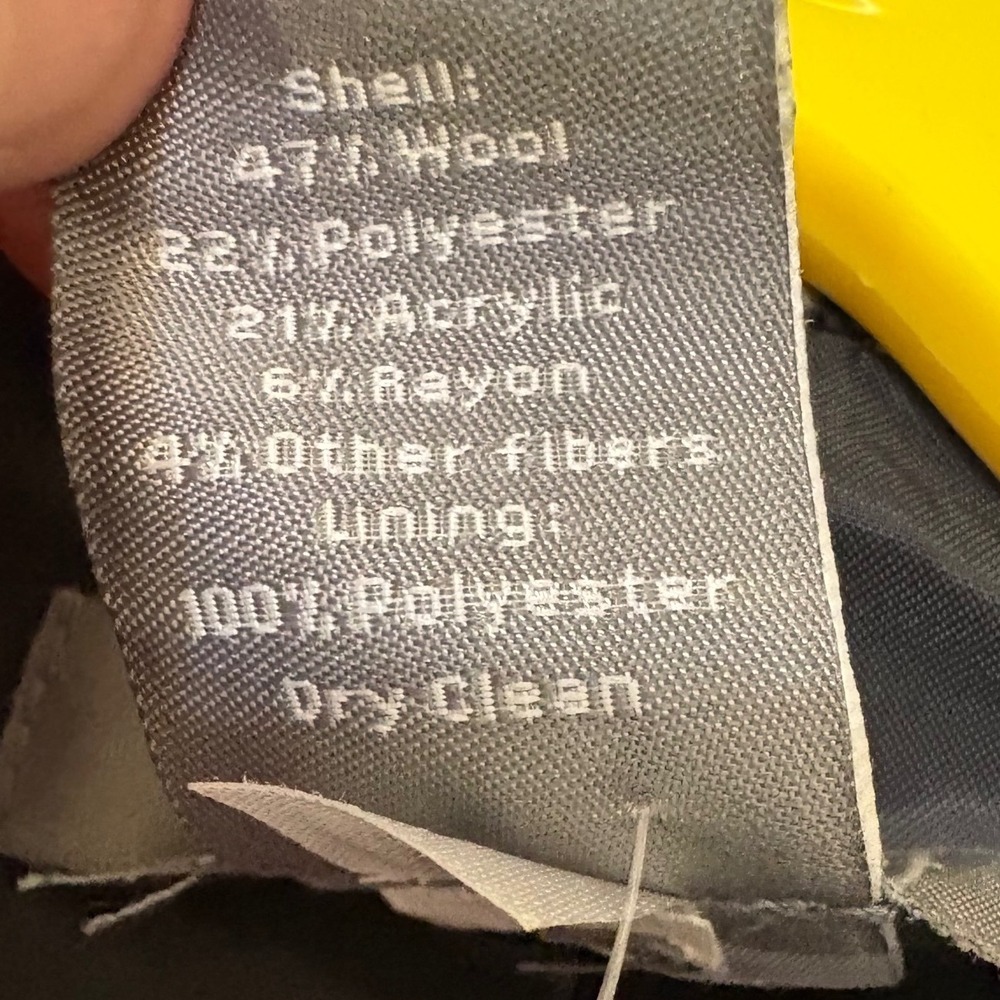 Shell:
47% Wool
22% Polyester
21% Acrylic
6% Rayon
4% Other fibers
Lining:
100% Polyester
Dry Clean